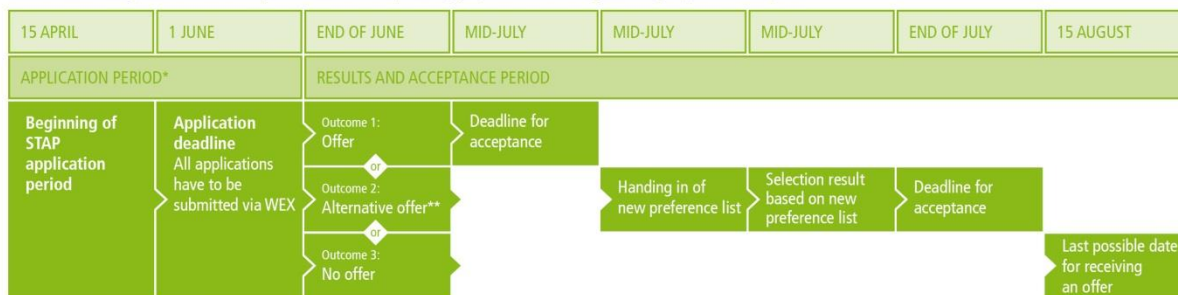 15 APRIL
1 JUNE
END OF JUNE
MID-JULY
MID-JULY
MID-JULY
END OF JULY
15 AUGUST
APPLICATION PERIOD*
RESULTS AND ACCEPTANCE PERIOD
Beginning of
STAP
application
period
Application
deadline
All applications
have to be
submitted via WEX
Outcome 1:
Offer
Deadline for
acceptance
or
Outcome 2:
Alternative offer**
Handing in of
new preference list
Selection result
based on new
preference list
Deadline for
acceptance
or
Outcome 3:
No offer
Last possible date
for receiving
an offer